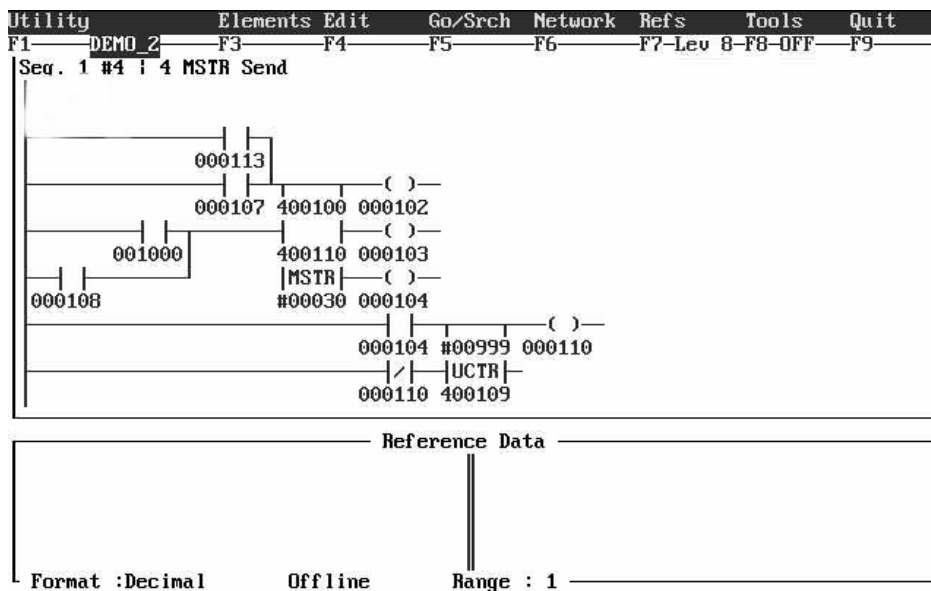 Utility Elements Edit Go/Srch Network Refs Tools Quit
F1 DEMO_2 F3 F4 F5 F6 F7-Lev 8-F8-OFF F9
Seg. 1 #4 ¦ 4 MSTR Send
000113
( )
000107 400100 000102
( )
001000 400110 000103
MSTR ( )
000108 #00030 000104
( )
000104 #00999 000110
/ UCTR
000110 400109
Reference Data
Format :Decimal Offline Range : 1